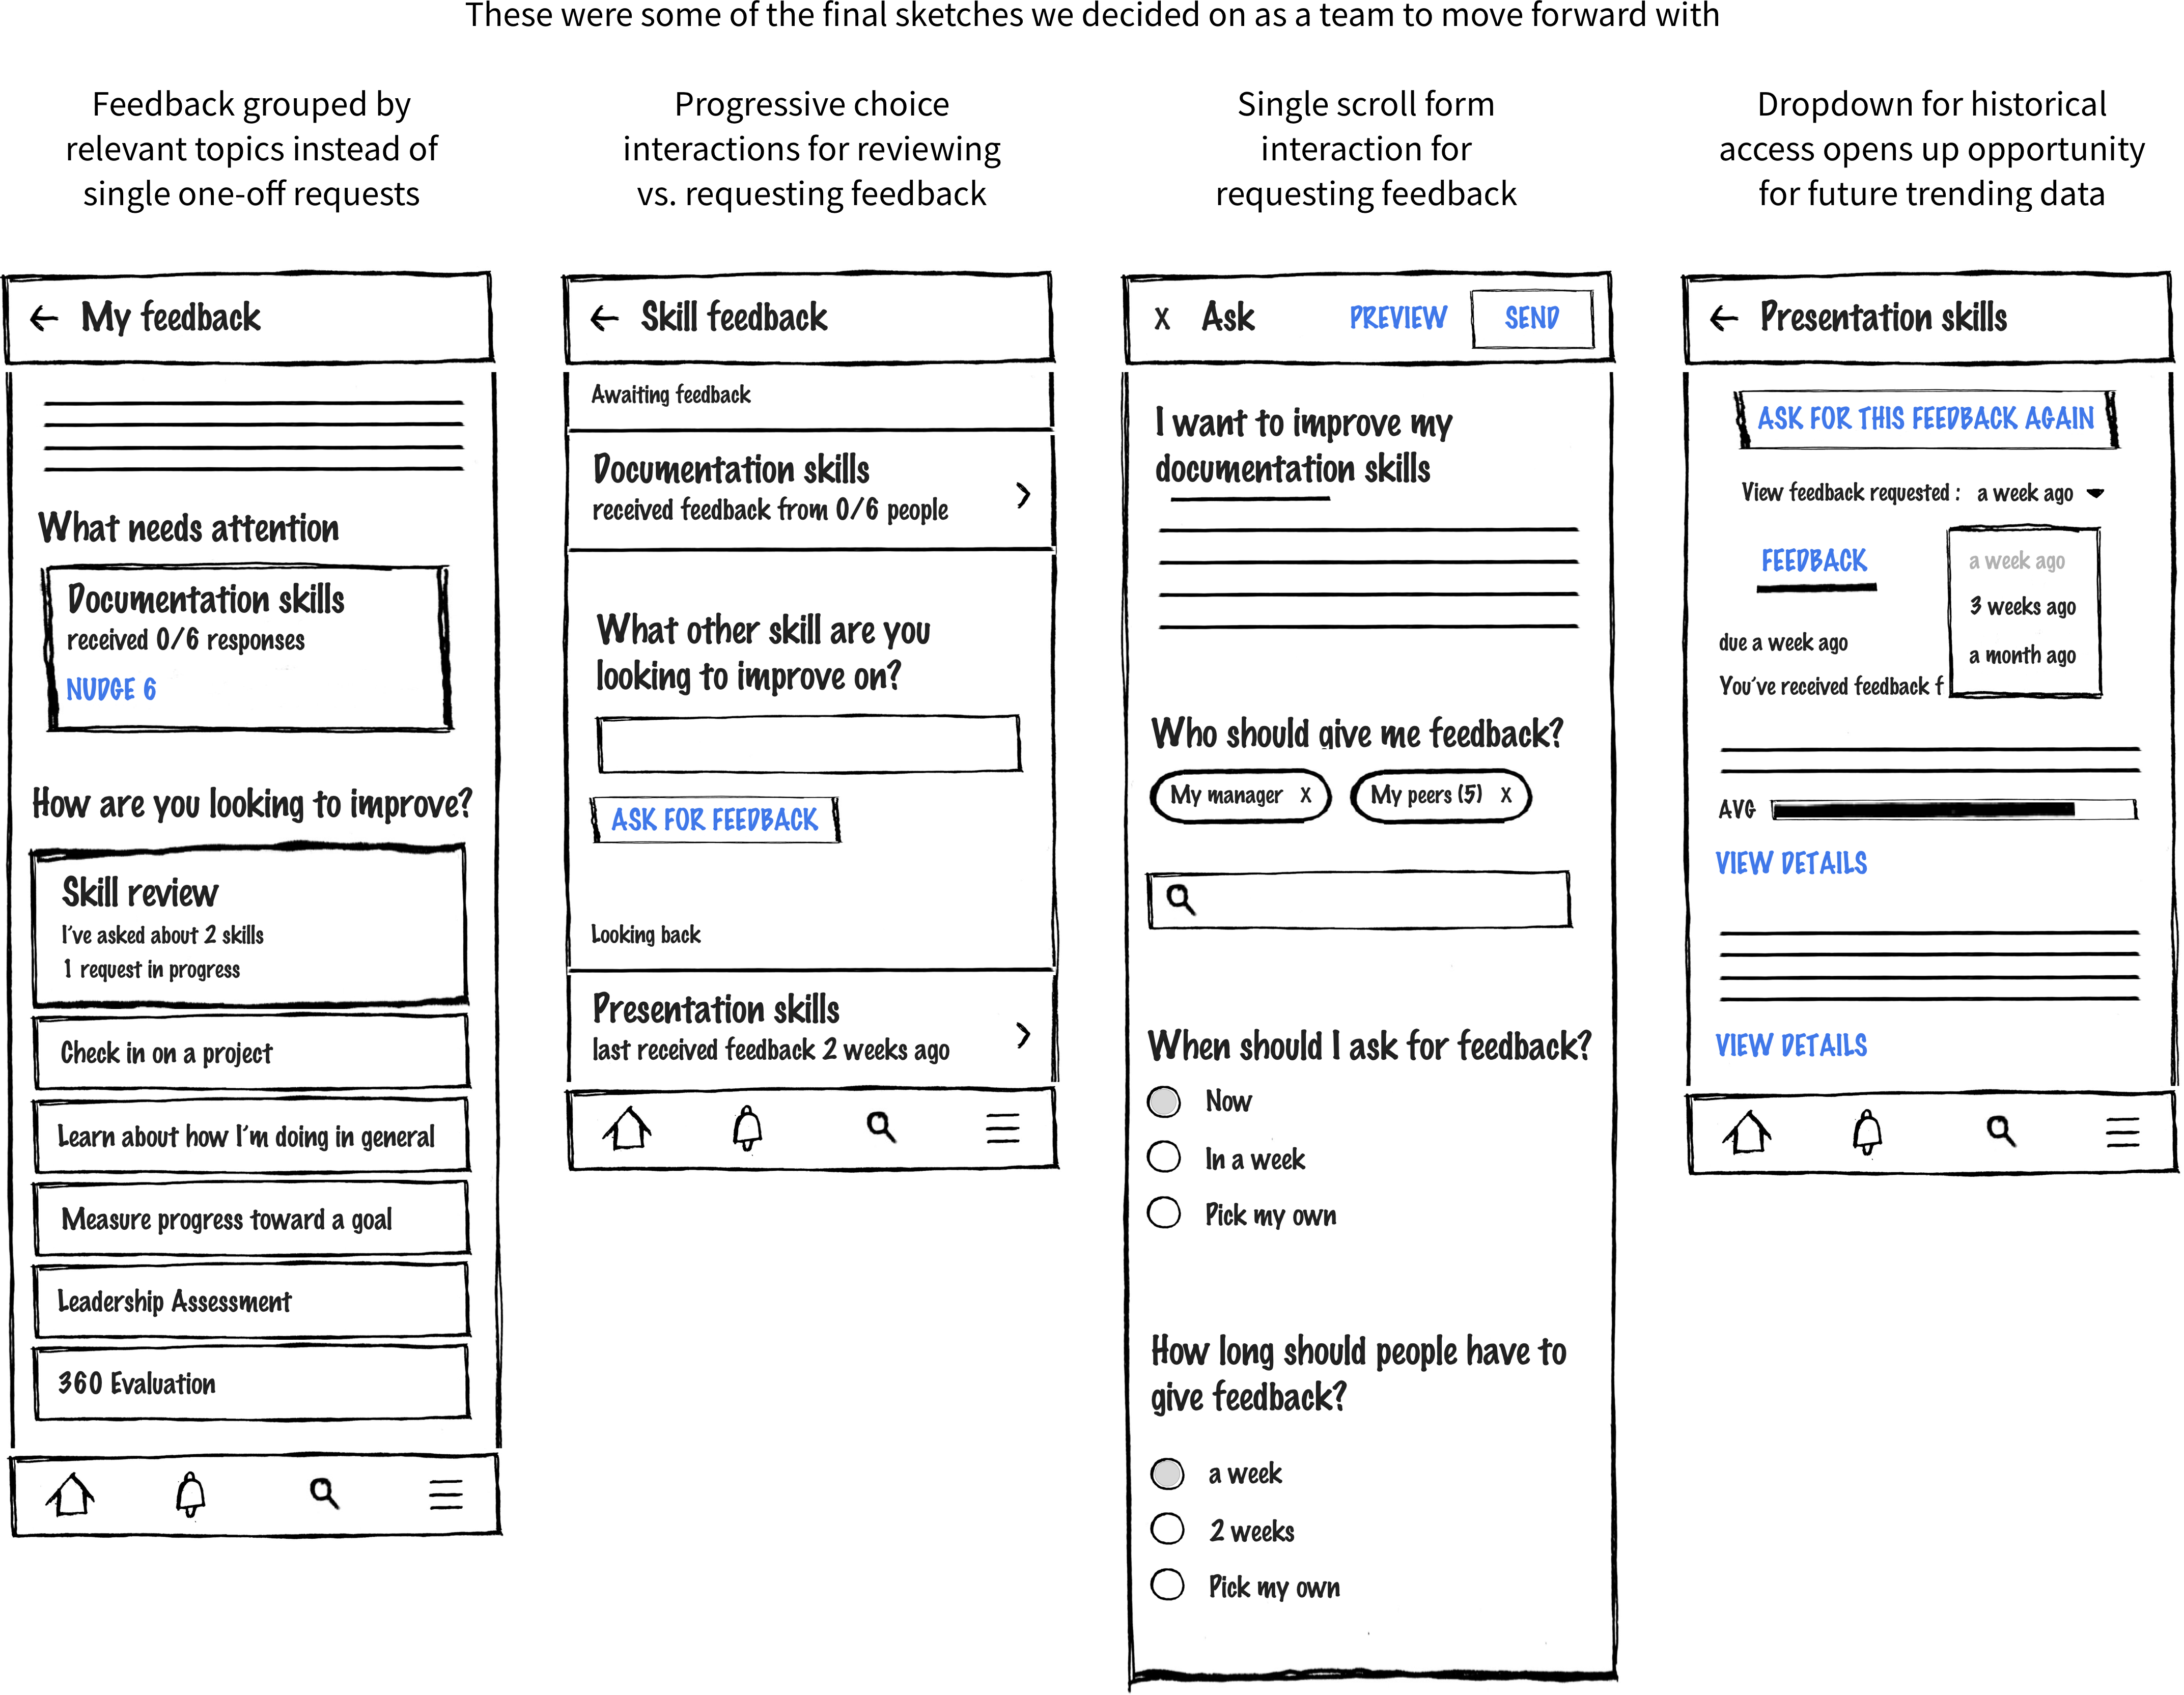 These were some of the final sketches we decided on as a team to move forward with
Feedback grouped by
relevant topics instead of
single one-off requests
My feedback
What needs attention
Documentation skills
received 0/6 responses
NUDGE 6
How are you looking to improve?
Skill review
I've asked about 2 skills
1 request in progress
Check in on a project
Learn about how I'm doing in general
Measure progress toward a goal
Leadership Assessment
360 Evaluation
Progressive choice
interactions for reviewing
vs. requesting feedback
Skill feedback
Awaiting feedback
Documentation skills
received feedback from 0/6 people
What other skill are you
looking to improve on?
ASK FOR FEEDBACK
Looking back
Presentation skills
last received feedback 2 weeks ago
Single scroll form
interaction for
requesting feedback
X Ask PREVIEW SEND
I want to improve my
documentation skills
Who should give me feedback?
My manager X My peers (5) X
When should I ask for feedback?
Now
In a week
Pick my own
How long should people have to
give feedback?
a week
2 weeks
Pick my own
Dropdown for historical
access opens up opportunity
for future trending data
Presentation skills
ASK FOR THIS FEEDBACK AGAIN
View feedback requested : a week ago
FEEDBACK
a week ago
3 weeks ago
a month ago
due a week ago
You've received feedback f
AVG
VIEW DETAILS
VIEW DETAILS